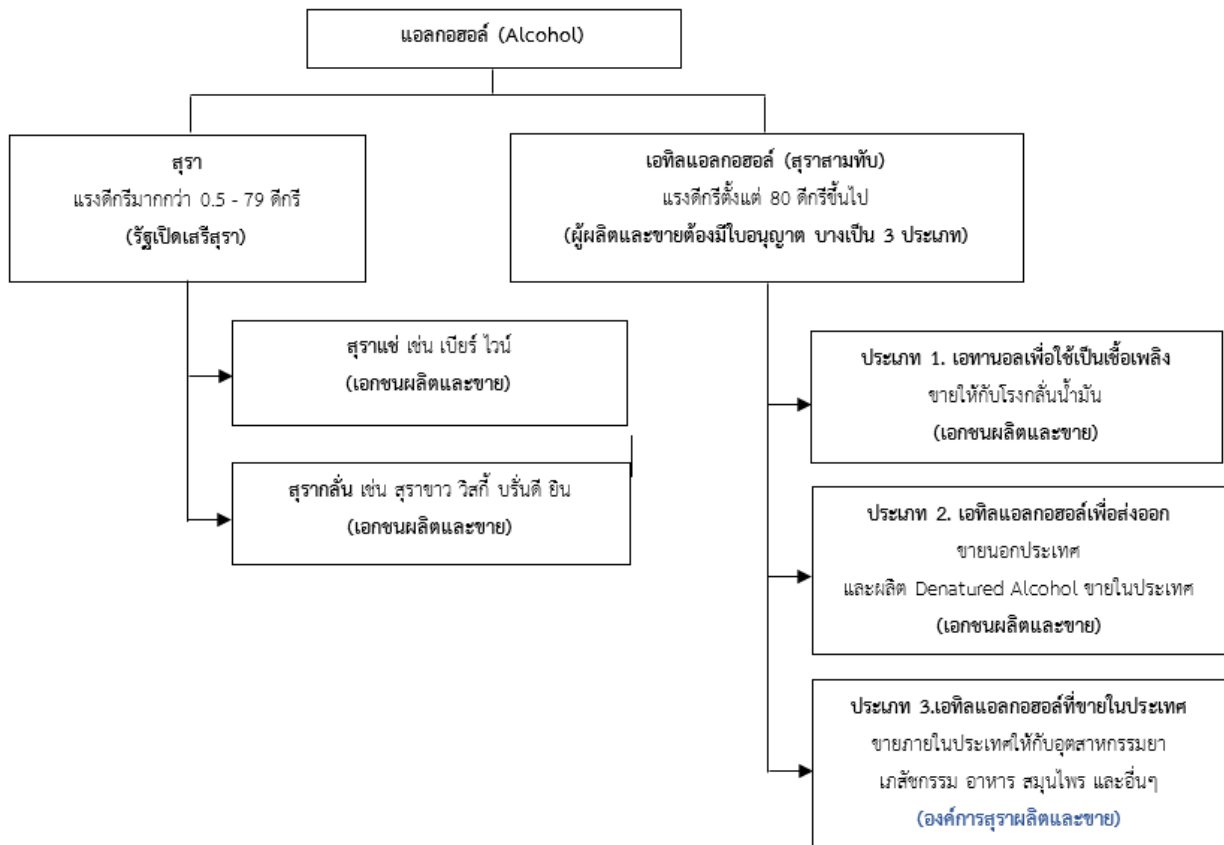 แอลกอฮอล์ (Alcohol)
สุรา
แรงดีกรีมากกว่า 0.5 - 79 ดีกรี
(รัฐเปิดเสรีสุรา)
เอทิลแอลกอฮอล์ (สุราสามทับ)
แรงดีกรีตั้งแต่ 80 ดีกรีขึ้นไป
(ผู้ผลิตและขายต้องมีใบอนุญาต บางเป็น 3 ประเภท)
สุราแช่ เช่น เบียร์ ไวน์
(เอกชนผลิตและขาย)
สุรากลั่น เช่น สุราขาว วิสกี้ บรั่นดี ยิน
(เอกชนผลิตและขาย)
ประเภท 1. เอทานอลเพื่อใช้เป็นเชื้อเพลิง
ขายให้กับโรงกลั่นน้ำมัน
(เอกชนผลิตและขาย)
ประเภท 2. เอทิลแอลกอฮอล์เพื่อส่งออก
ขายนอกประเทศ
และผลิต Denatured Alcohol ขายในประเทศ
(เอกชนผลิตและขาย)
ประเภท 3.เอทิลแอลกอฮอล์ที่ขายในประเทศ
ขายภายในประเทศให้กับอุตสาหกรรมยา
เภสัชกรรม อาหาร สมุนไพร และอื่นๆ
(องค์การสุราผลิตและขาย)